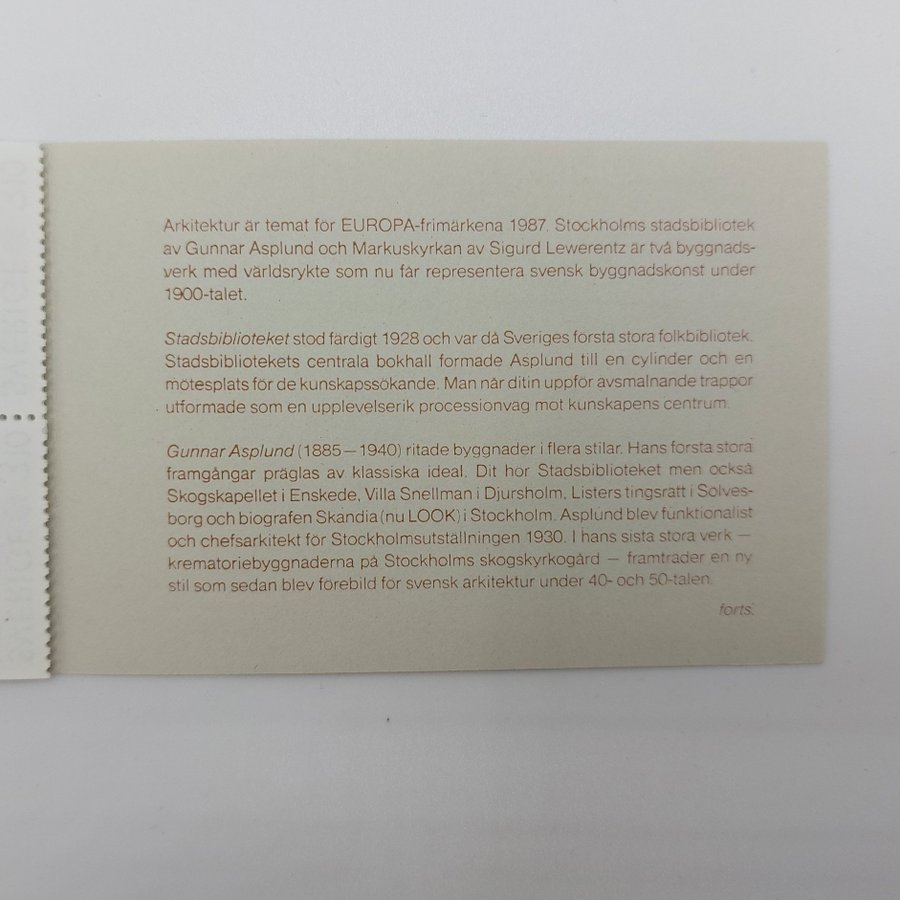 Arkitektur är temat för EUROPA-frimärkena 1987. Stockholms stadsbibliotek
av Gunnar Asplund och Markuskyrkan av Sigurd Lewerentz är två byggnads-
verk med världsrykte som nu får representera svensk byggnadskonst under
1900-talet.
Stadsbiblioteket stod färdigt 1928 och var då Sveriges första stora folkbibliotek.
Stadsbibliotekets centrala bokhall formade Asplund till en cylinder och en
mötesplats för de kunskapssökande. Man når ditin uppför avsmalnande trappor
utformade som en upplevelserik processionväg mot kunskapens centrum.
Gunnar Asplund (1885–1940) ritade byggnader i flera stilar. Hans första stora
framgångar präglas av klassiska ideal. Dit hör Stadsbiblioteket men också
Skogskapellet i Enskede, Villa Snellman i Djursholm. Listers tingsrätt i Sölves-
borg och biografen Skandia (nu LOOK) i Stockholm. Asplund blev funktionalist
och chefsarkitekt för Stockholmsutställningen 1930. I hans sista stora verk –
krematoriebyggnaderna på Stockholms skogskyrkogård – framträder en ny
stil som sedan blev förebild för svensk arkitektur under 40- och 50-talen.
forts.